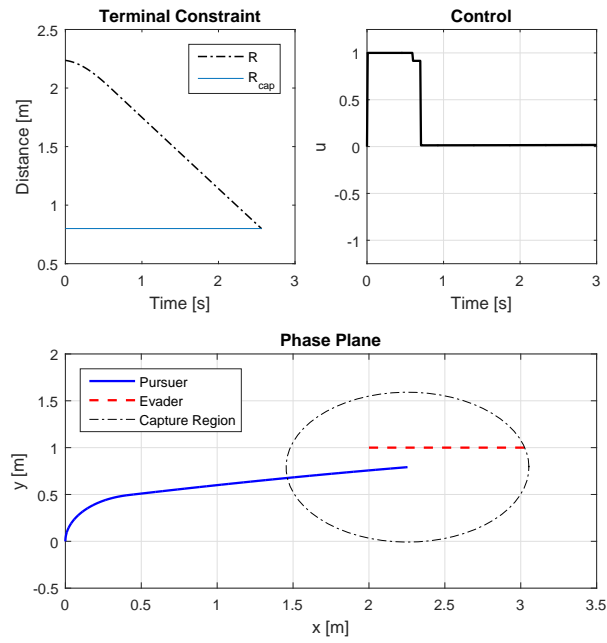 Terminal Constraint
2.5
2
1.5
1
0.5
Distance [m]
R
R_cap
0 1 2 3
Time [s]
Control
1
0.5
0
-0.5
-1
u
0 1 2 3
Time [s]
Phase Plane
2
1.5
1
0.5
0
-0.5
y [m]
Pursuer
Evader
Capture Region
0 0.5 1 1.5 2 2.5 3 3.5
x [m]